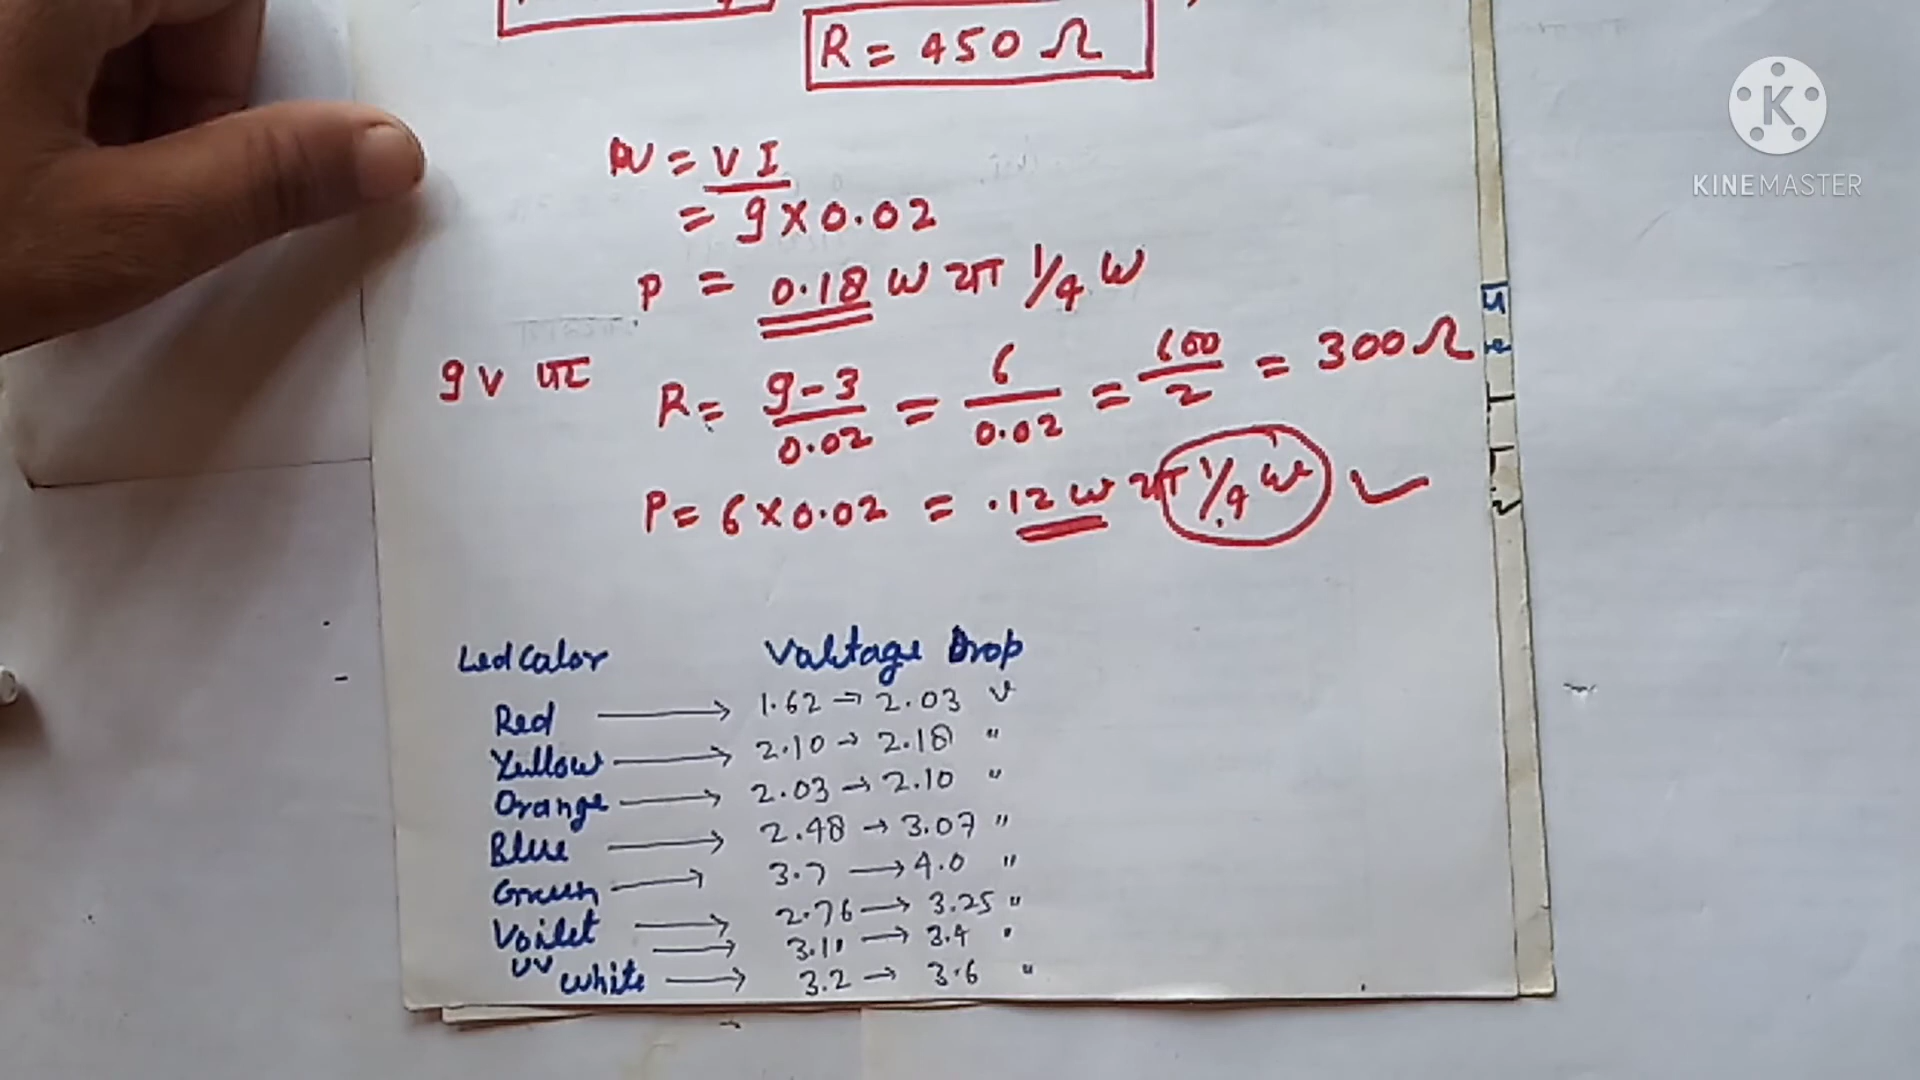 R = 450 Ω
KINEMASTER
W = V I
= 9 × 0.02
P = 0.18 W या 1/4 W
9 V पर R = 9-3/0.02 = 6/0.02 = 600/2 = 300 Ω
P = 6 × 0.02 = .12 W या 1/4 W ✓
Led Calor Valtage Drop
Red → 1.62 → 2.03 V
Yellow → 2.10 → 2.18 "
Orange → 2.03 → 2.10 "
Blue → 2.48 → 3.07 "
Green → 3.7 → 4.0 "
Voilet → 2.76 → 3.25 "
UV → 3.10 → 3.4 "
White → 3.2 → 3.6 "